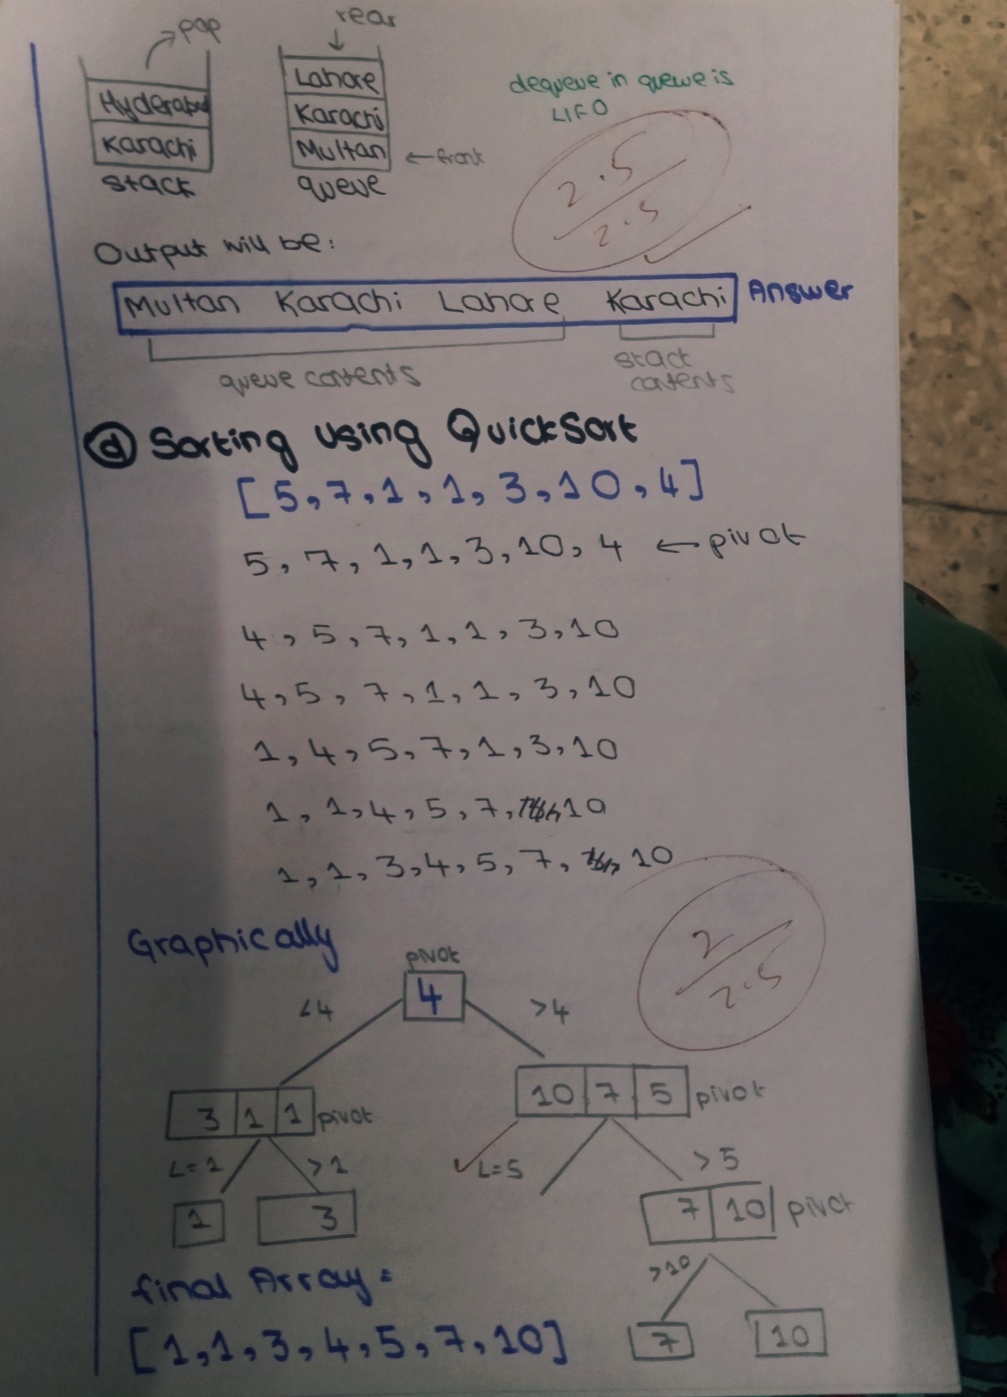 pop
rear
Hyderabad
Karachi
stack
Lahore
Karachi
Multan
← front
queue
dequeue in queue is
LIFO
2.5
2.5
Output will be:
Multan Karachi Lahore Karachi Answer
queue contents
stack
contents
d Sorting using QuickSort
[5,7,1,1,3,10,4]
5, 7, 1, 1, 3, 10, 4 ← pivot
4, 5, 7, 1, 1, 3, 10
4, 5, 7, 1, 1, 3, 10
1, 4, 5, 7, 1, 3, 10
1, 1, 4, 5, 7, 10
1, 1, 3, 4, 5, 7, 10
Graphically
2
2.5
pivot
4
<4
>4
3 1 1 pivot
10 7 5 pivot
L=1
>1
L=5
>5
1
3
7 10 pivot
>10
7
10
final Array =
[1,1,3,4,5,7,10]